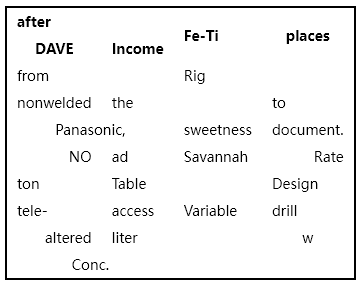 after DAVE Income Fe-Ti places
from Rig
nonwelded the to
Panasonic, sweetness document.
NO ad Savannah Rate
ton Table Design
tele- access Variable drill
altered liter w
Conc.